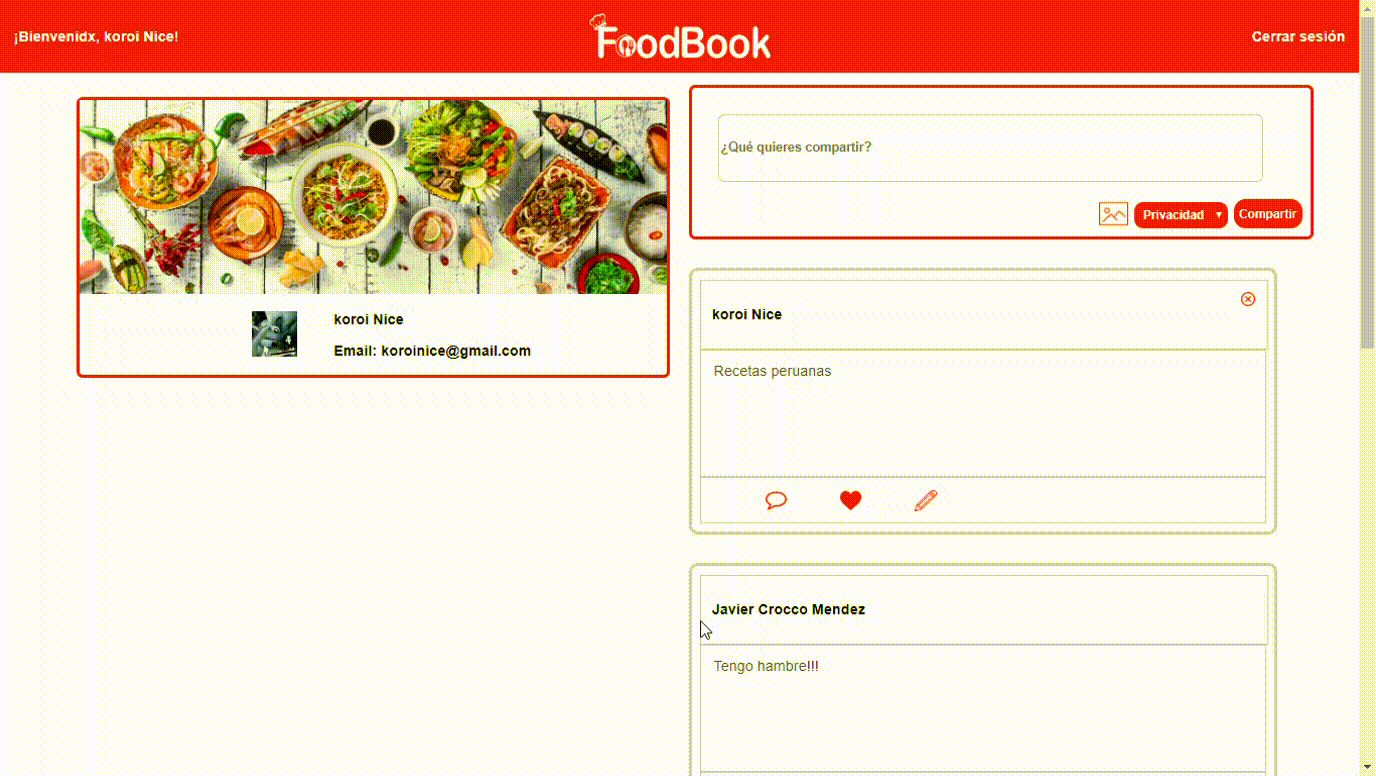 ¡Bienvenidx, koroi Nice!
FoodBook
Cerrar sesión
koroi Nice
Email: koroinice@gmail.com
¿Qué quieres compartir?
Privacidad
Compartir
koroi Nice
Recetas peruanas
Javier Crocco Mendez
Tengo hambre!!!